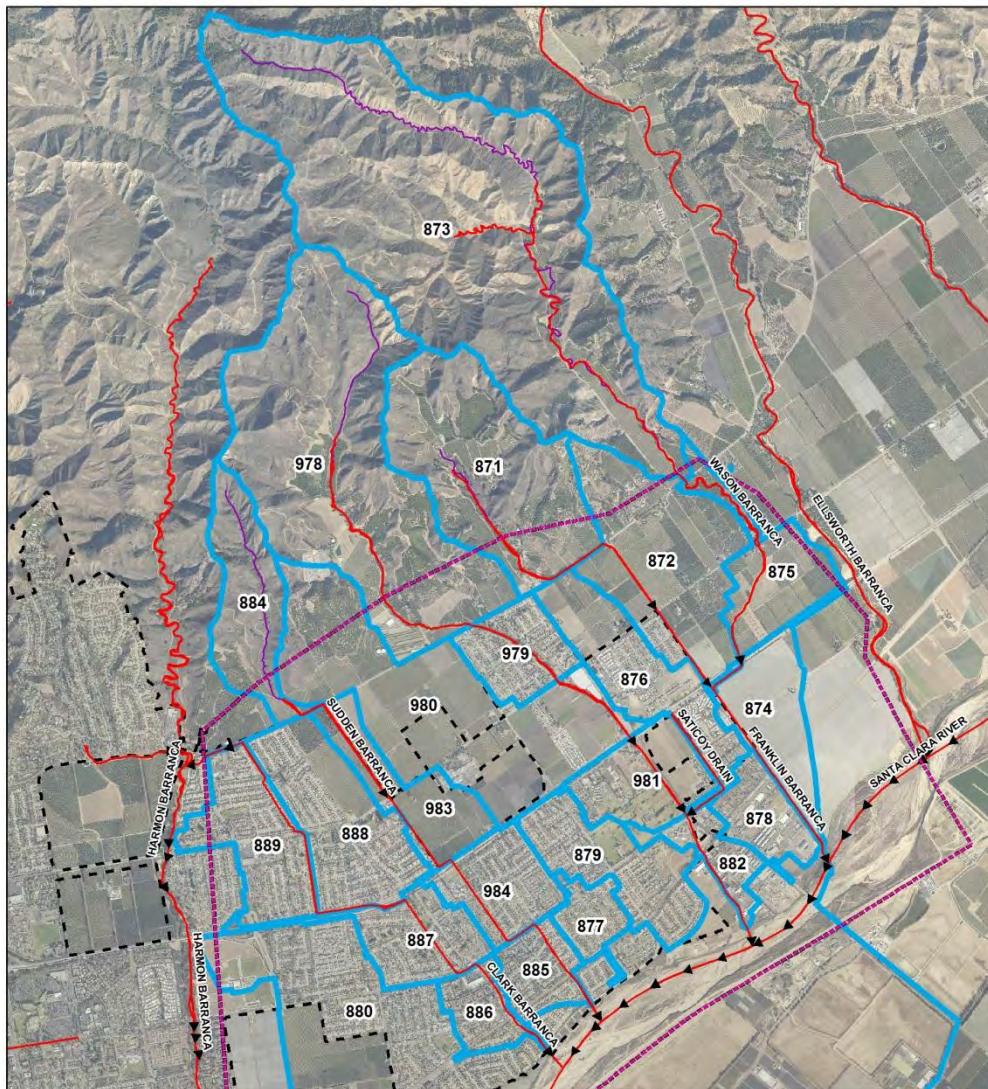 873
978
871
WASON BARRANCA
872
ELLSWORTH BARRANCA
875
884
979
876
980
SUDDEN BARRANCA
SATICOY DRAIN
874
FRANKLIN BARRANCA
SANTA CLARA RIVER
HARMON BARRANCA
981
983
878
889
888
879
882
984
877
887
HARMON BARRANCA
CLARK BARRANCA
885
880
886